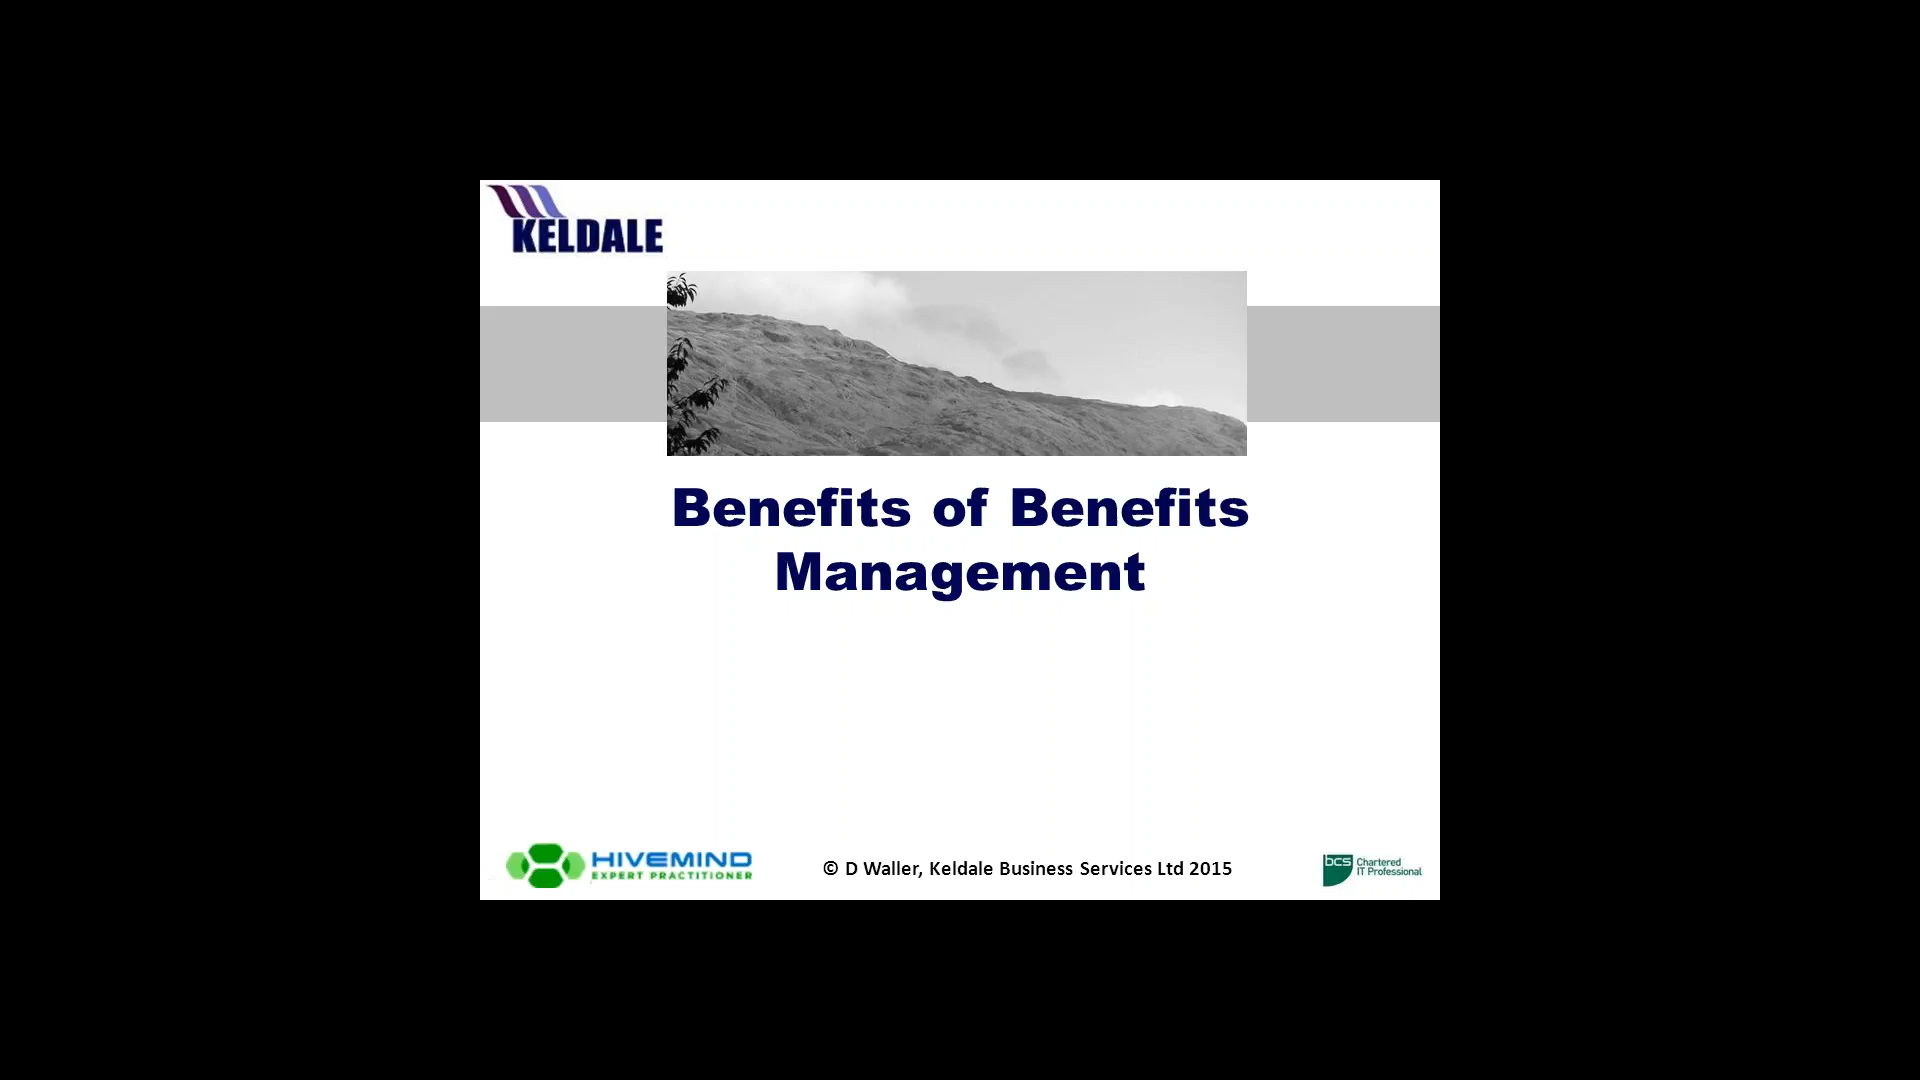 KELDALE
Benefits of Benefits
Management
HIVEMIND
EXPERT PRACTITIONER
© D Waller, Keldale Business Services Ltd 2015
bcs
Chartered
IT Professional